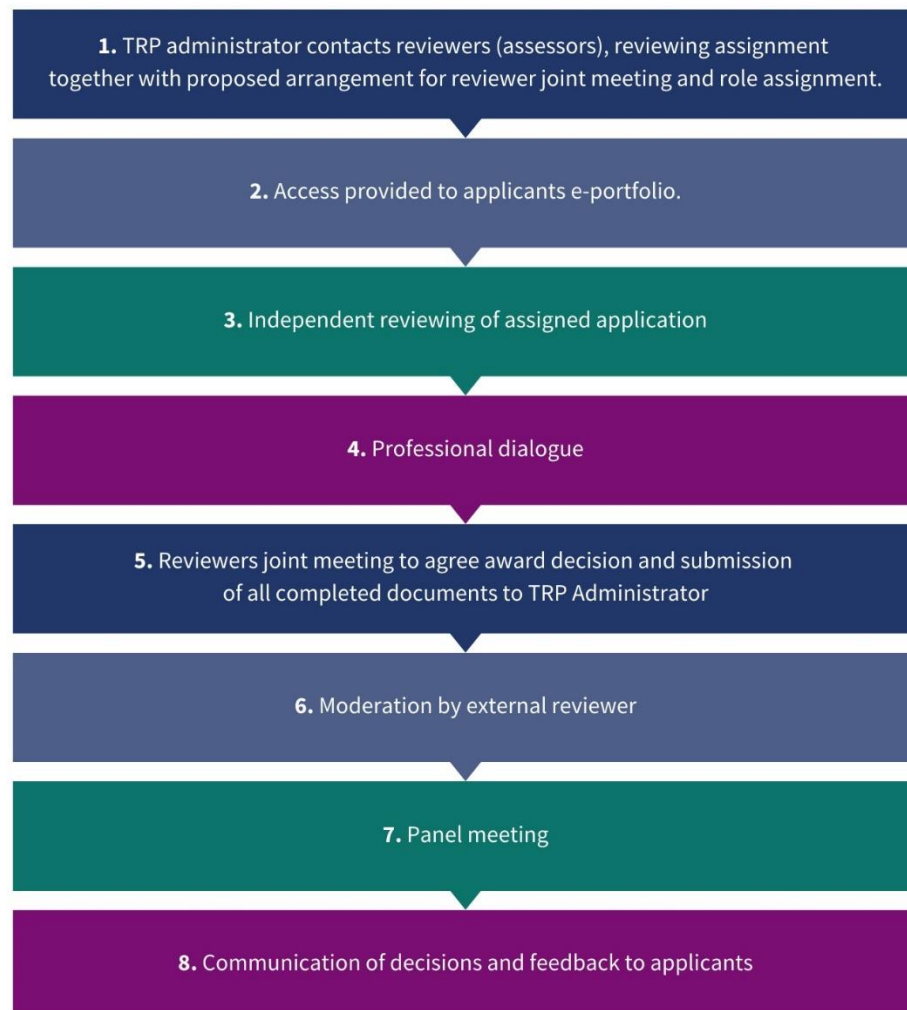 1. TRP administrator contacts reviewers (assessors), reviewing assignment
together with proposed arrangement for reviewer joint meeting and role assignment.
2. Access provided to applicants e-portfolio.
3. Independent reviewing of assigned application
4. Professional dialogue
5. Reviewers joint meeting to agree award decision and submission
of all completed documents to TRP Administrator
6. Moderation by external reviewer
7. Panel meeting
8. Communication of decisions and feedback to applicants